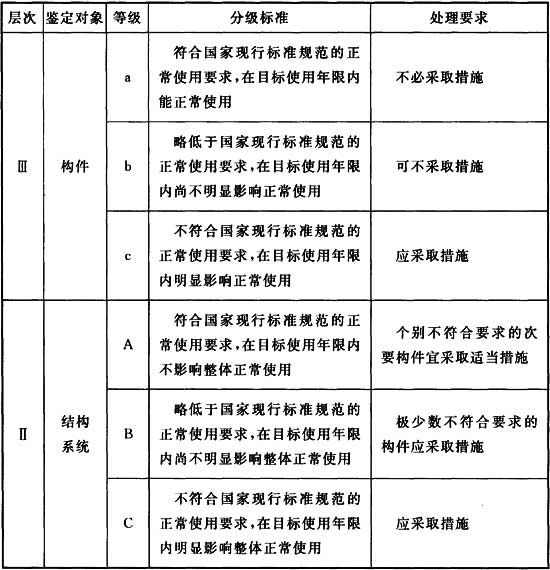 层次 鉴定对象 等级 分级标准 处理要求
Ⅲ
构件
a
符合国家现行标准规范的正
常使用要求,在目标使用年限内
能正常使用
不必采取措施
b
略低于国家现行标准规范的
正常使用要求,在目标使用年限
内尚不明显影响正常使用
可不采取措施
c
不符合国家现行标准规范的
正常使用要求,在目标使用年限
内明显影响正常使用
应采取措施
Ⅱ
结构
系统
A
符合国家现行标准规范的正
常使用要求,在目标使用年限内
不影响整体正常使用
个别不符合要求的次
要构件宜采取适当措施
B
略低于国家现行标准规范的
正常使用要求,在目标使用年限
内尚不明显影响整体正常使用
极少数不符合要求的
构件应采取措施
C
不符合国家现行标准规范的
正常使用要求,在目标使用年限
内明显影响整体正常使用
应采取措施